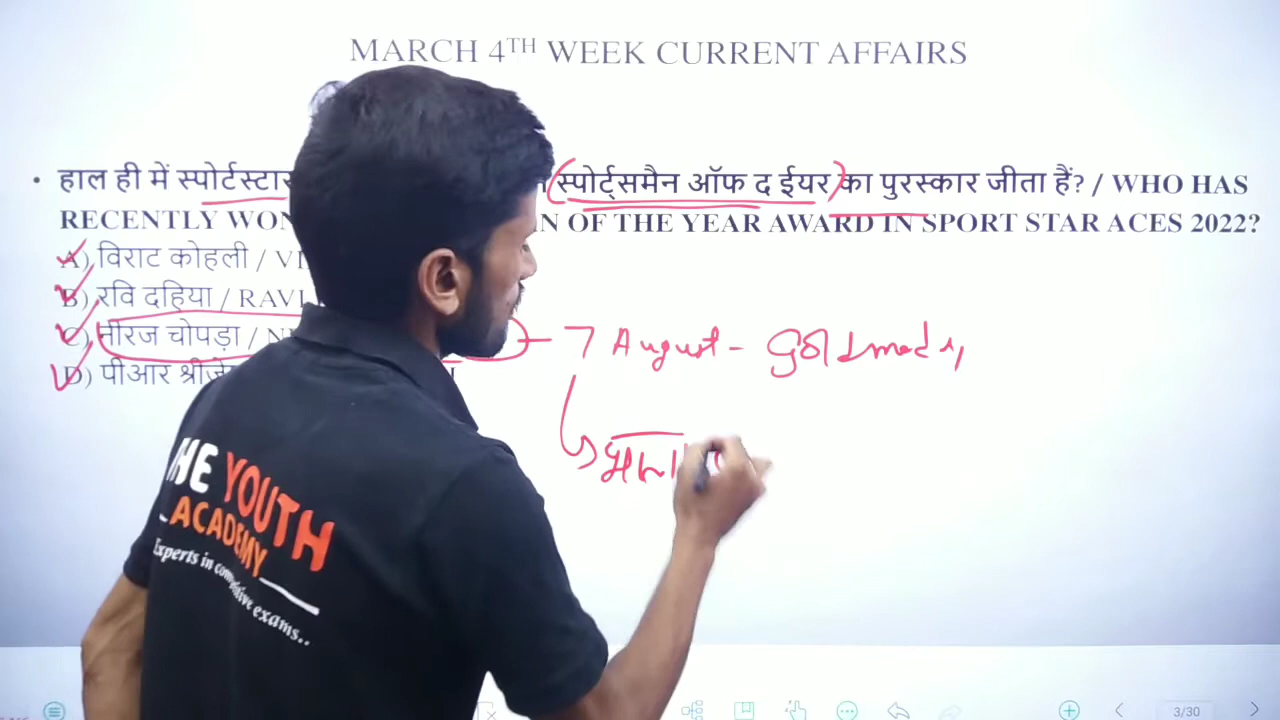 MARCH 4TH WEEK CURRENT AFFAIRS
• हाल ही में स्पोर्टस्टार स्पोर्ट्समैन ऑफ द ईयर का पुरस्कार जीता हैं? / WHO HAS
RECENTLY WON OF THE YEAR AWARD IN SPORT STAR ACES 2022?
A) विराट कोहली /
B) रवि दहिया / RAVI
C) नीरज चोपड़ा /
7 August - Gold medal
D) पीआर
THE YOUTH
ACADEMY
Experts in competitive exams..
3/30